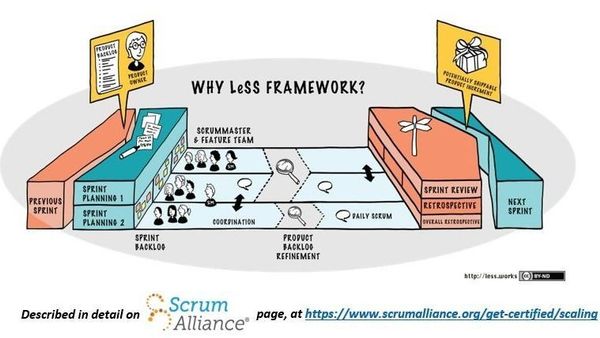 PRODUCT
BACKLOG
PRODUCT
OWNER
POTENTIALLY SHIPPABLE
PRODUCT INCREMENT
WHY LeSS FRAMEWORK?
SCRUMMASTER
& FEATURE TEAM
SPRINT
PLANNING 1
SPRINT
PLANNING 2
PREVIOUS
SPRINT
SPRINT REVIEW
RETROSPECTIVE
OVERALL RETROSPECTIVE
NEXT
SPRINT
COORDINATION
DAILY SCRUM
SPRINT
BACKLOG
PRODUCT
BACKLOG
REFINEMENT
http://less.works (cc) BY-ND
Described in detail on Scrum Alliance® page, at https://www.scrumalliance.org/get-certified/scaling